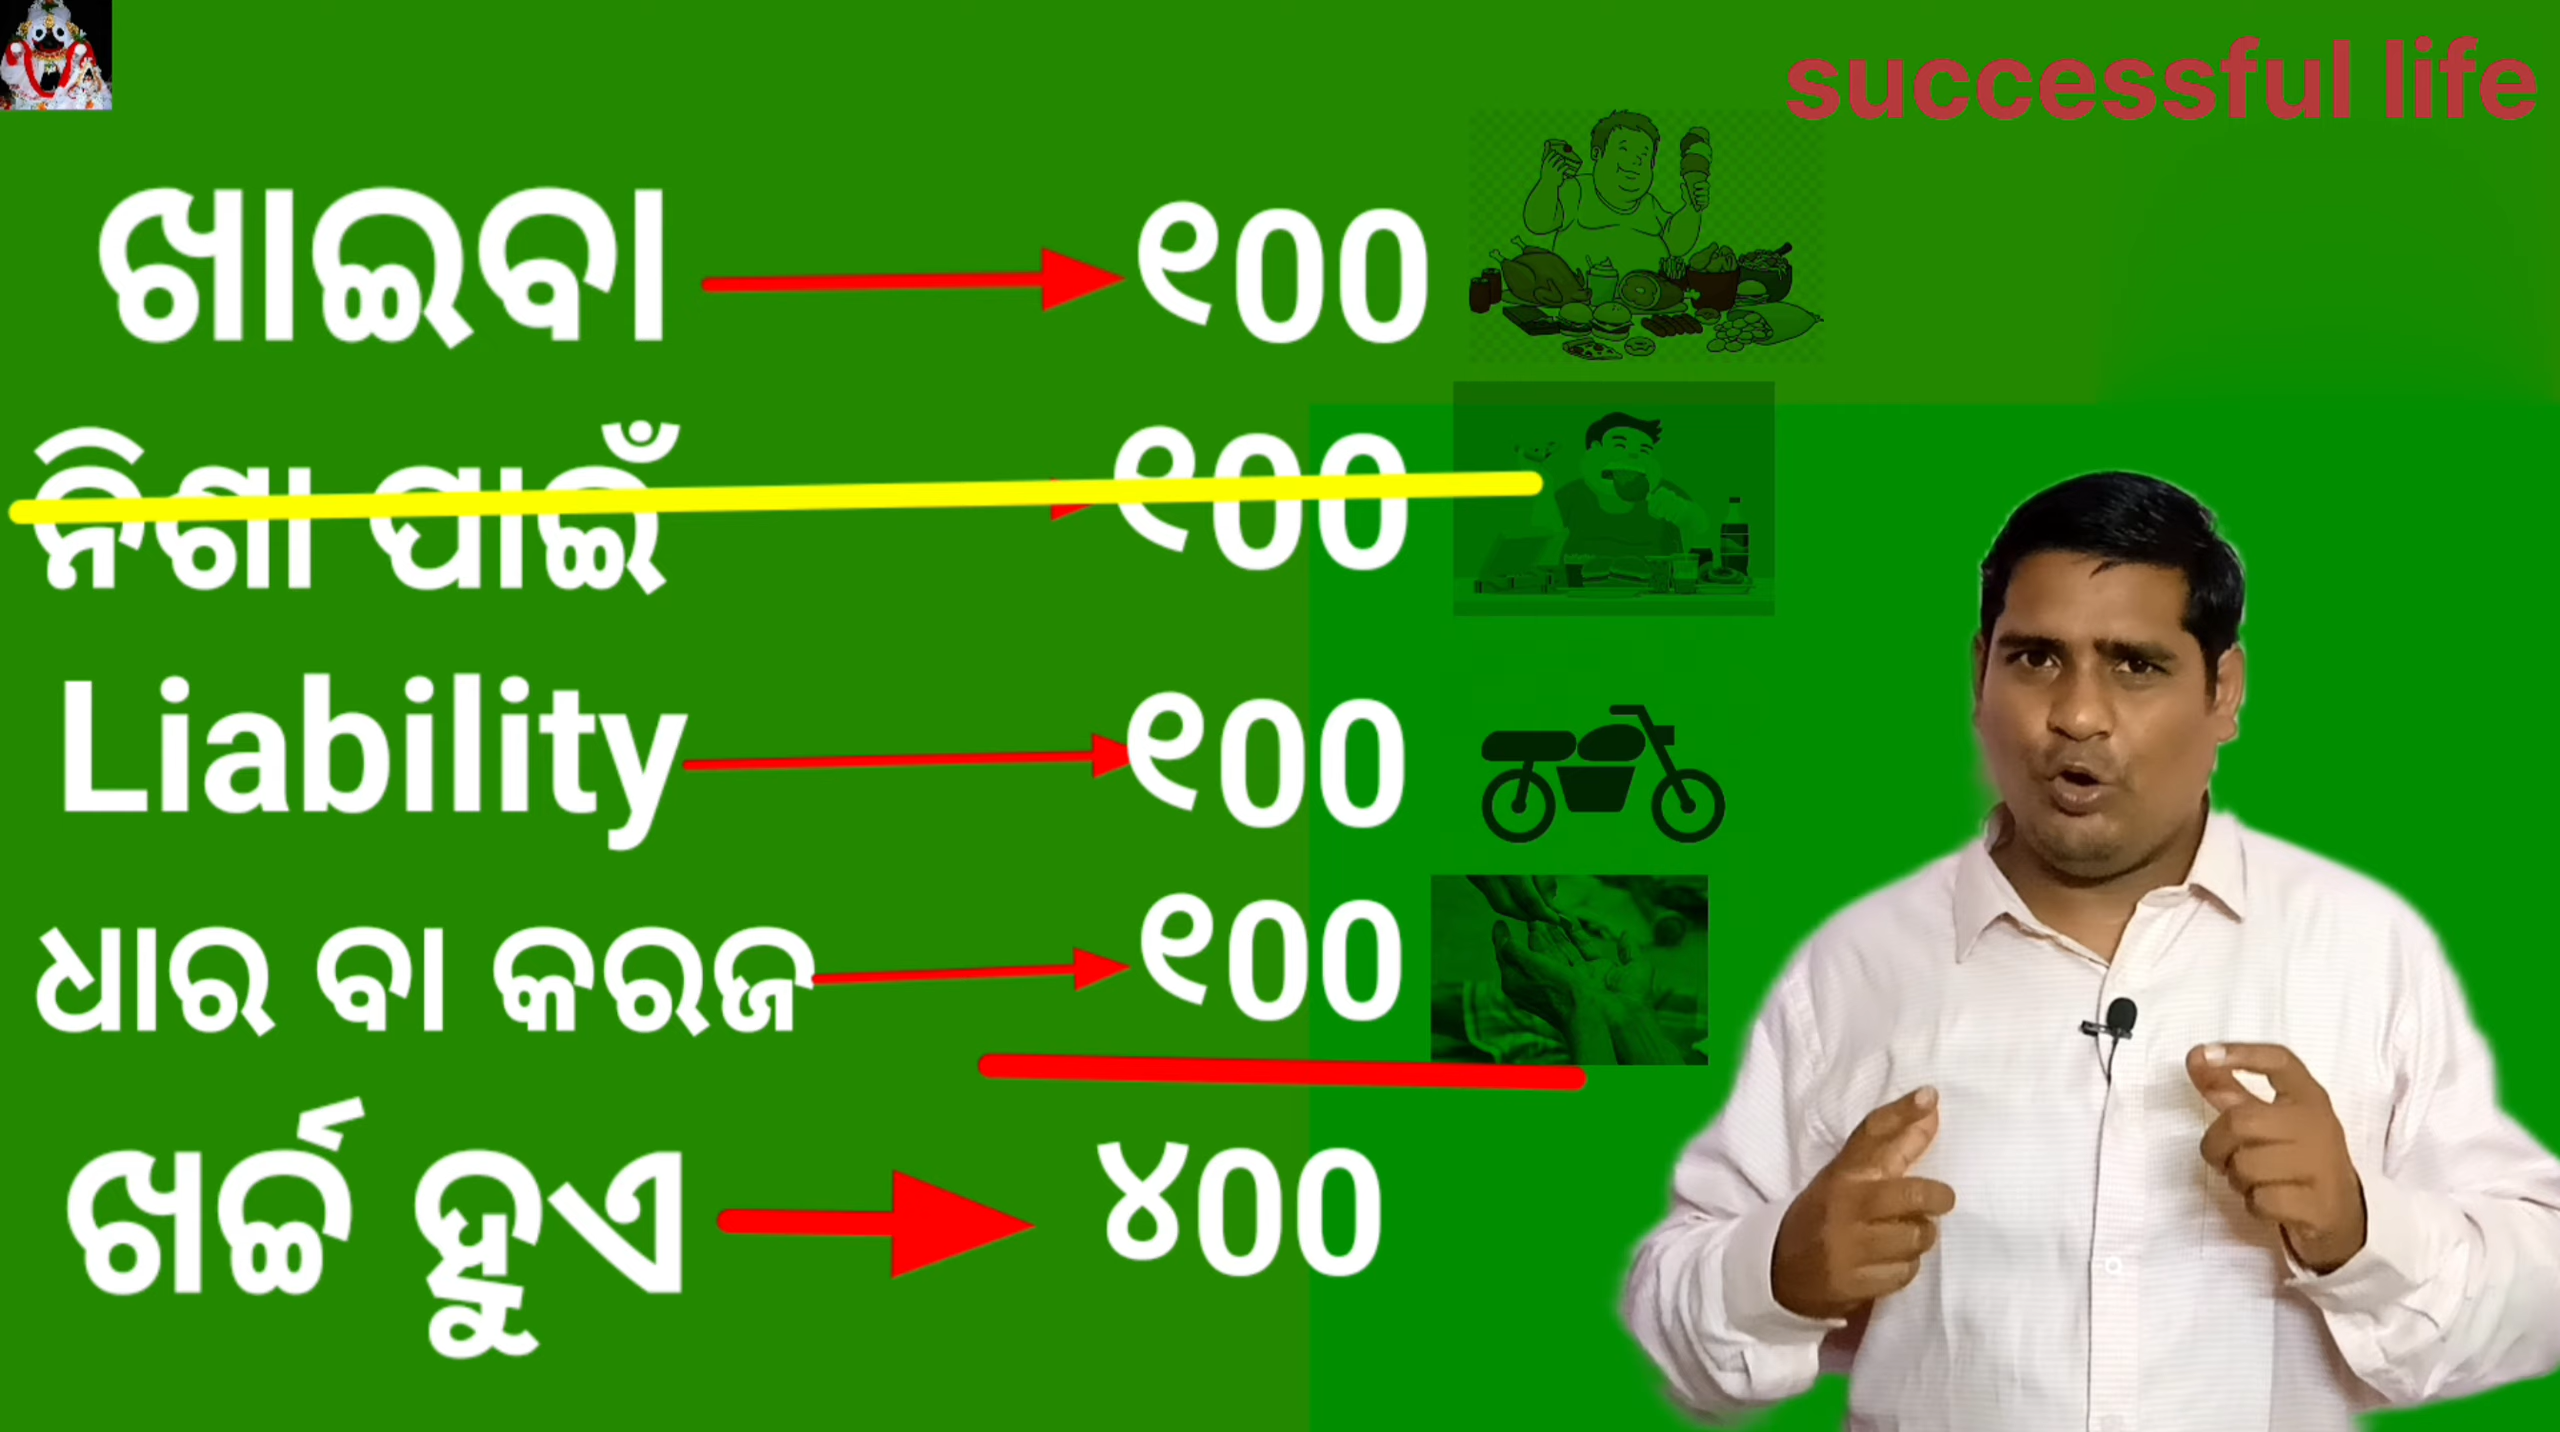 successful life
ଖାଇବା ୧୦୦
ନିଶା ପାଇଁ ୧୦୦
Liability ୧୦୦
ଧାର ବା କରଜ ୧୦୦
ଖର୍ଚ୍ଚ ହୁଏ ୪୦୦